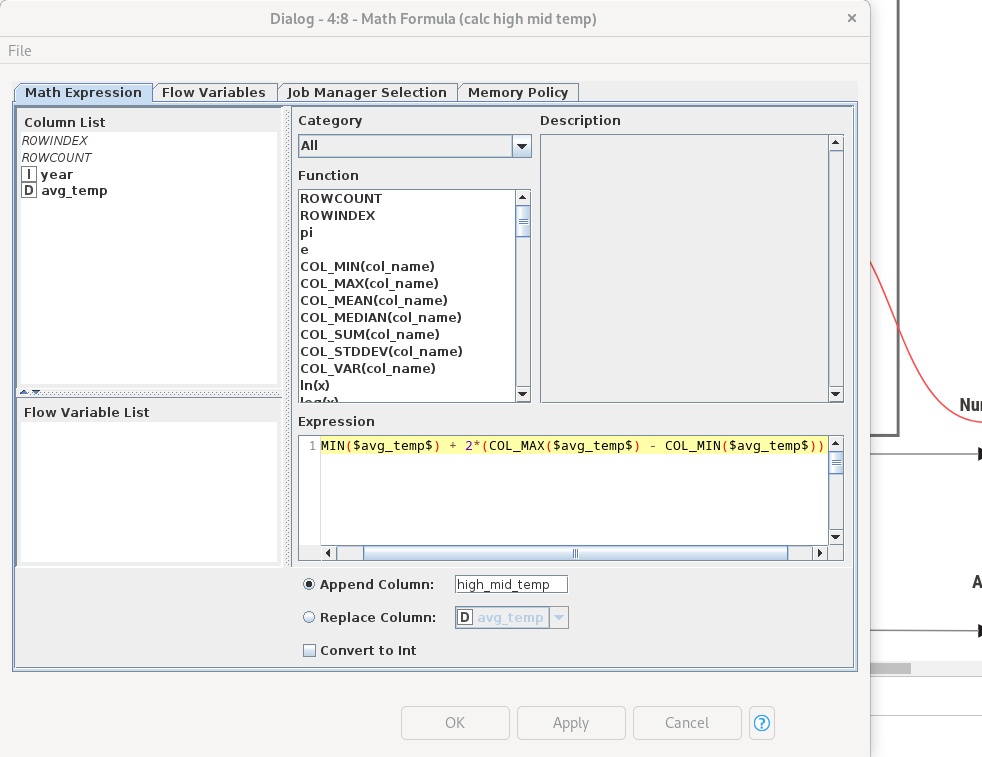 Dialog - 4:8 - Math Formula (calc high mid temp)
×
File
Math Expression
Flow Variables
Job Manager Selection
Memory Policy
Column List
ROWINDEX
ROWCOUNT
I year
D avg_temp
Flow Variable List
Category
All
Function
ROWCOUNT
ROWINDEX
pi
e
COL_MIN(col_name)
COL_MAX(col_name)
COL_MEAN(col_name)
COL_MEDIAN(col_name)
COL_SUM(col_name)
COL_STDDEV(col_name)
COL_VAR(col_name)
ln(x)
log(x)
Description
Expression
1 MIN($avg_temp$) + 2*(COL_MAX($avg_temp$) - COL_MIN($avg_temp$))
Append Column: high_mid_temp
Replace Column: D avg_temp
Convert to Int
OK
Apply
Cancel
?